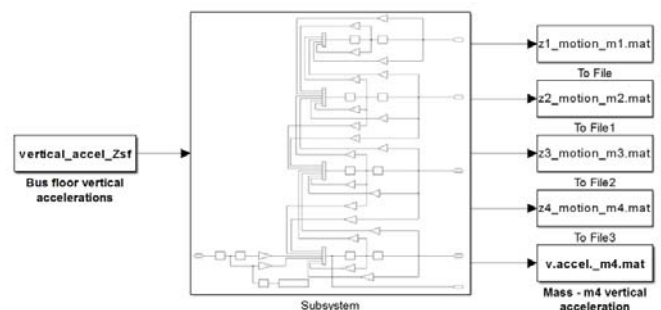 z1_motion_m1.mat
To File
z2_motion_m2.mat
To File1
vertical_accel_Zsf
z3_motion_m3.mat
Bus floor vertical
accelerations
To File2
z4_motion_m4.mat
To File3
v.accel._m4.mat
Subsystem
Mass - m4 vertical
acceleration